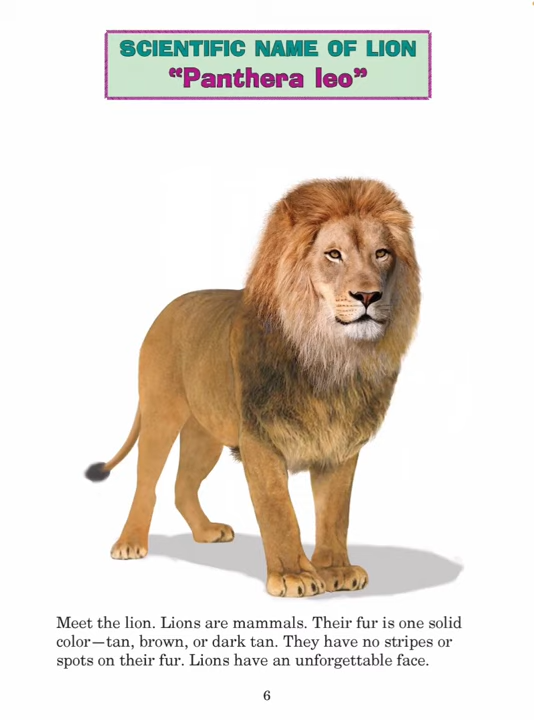 SCIENTIFIC NAME OF LION
“Panthera leo”
Meet the lion. Lions are mammals. Their fur is one solid
color—tan, brown, or dark tan. They have no stripes or
spots on their fur. Lions have an unforgettable face.
6